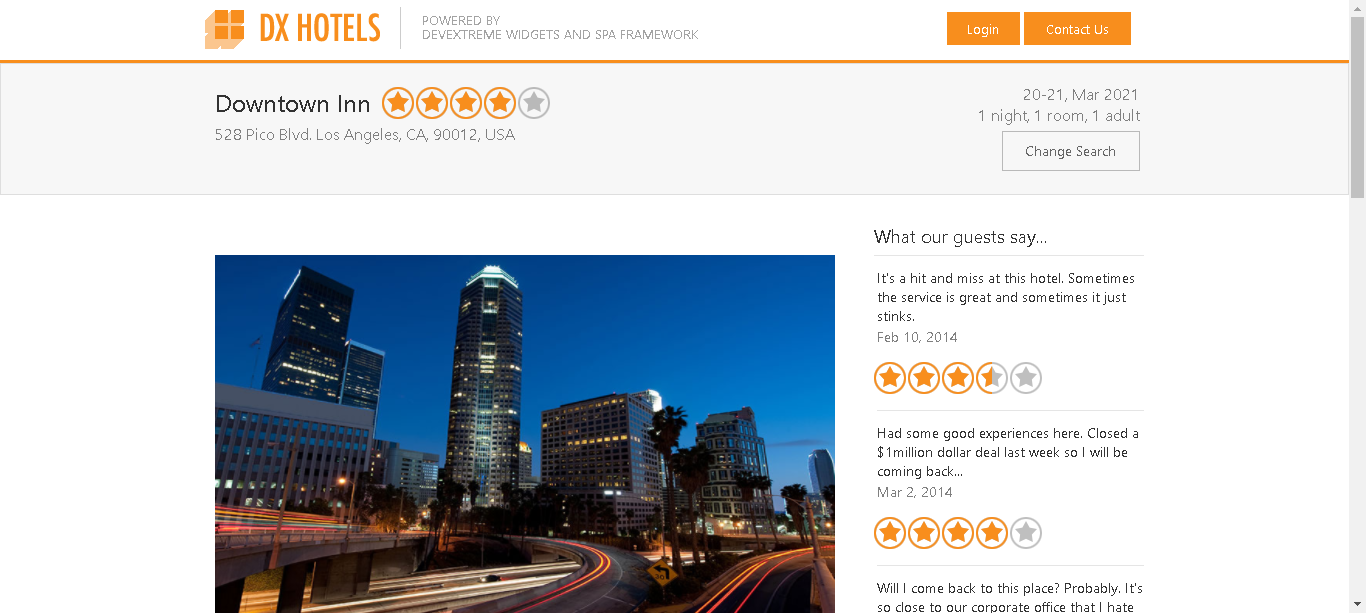 DX HOTELS
POWERED BY
DEVEXTREME WIDGETS AND SPA FRAMEWORK
Login
Contact Us
Downtown Inn
528 Pico Blvd. Los Angeles, CA, 90012, USA
20-21, Mar 2021
1 night, 1 room, 1 adult
Change Search
What our guests say...
It's a hit and miss at this hotel. Sometimes
the service is great and sometimes it just
stinks.
Feb 10, 2014
Had some good experiences here. Closed a
$1million dollar deal last week so I will be
coming back...
Mar 2, 2014
Will I come back to this place? Probably. It's
so close to our corporate office that I hate